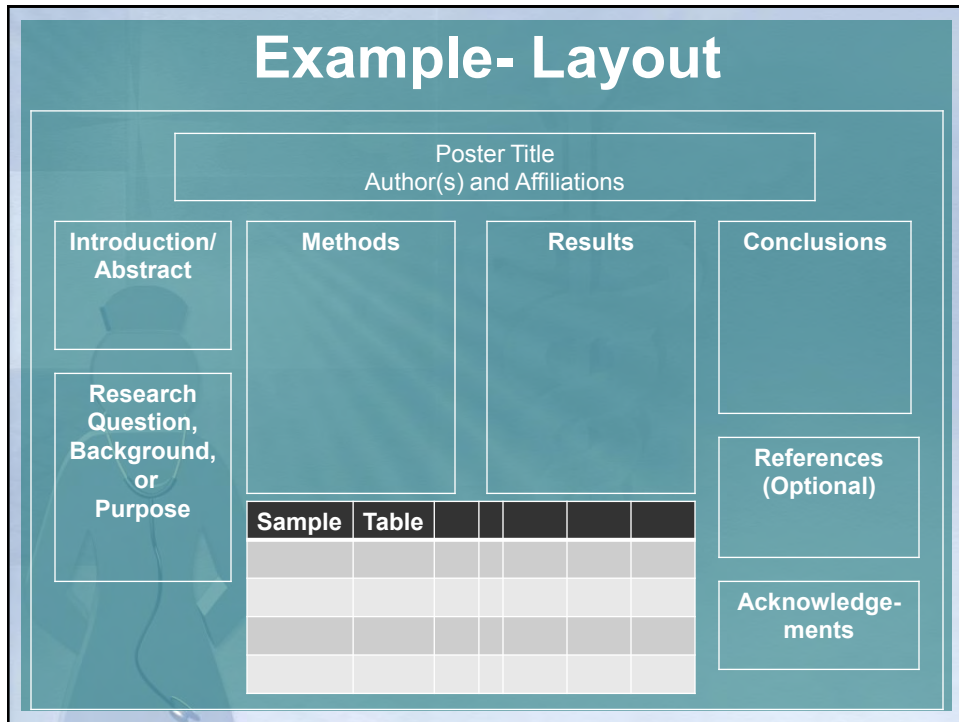 Example- Layout
Poster Title
Author(s) and Affiliations
Introduction/
Abstract
Research
Question,
Background,
or
Purpose
Methods
Results
Sample Table
Conclusions
References
(Optional)
Acknowledge-
ments